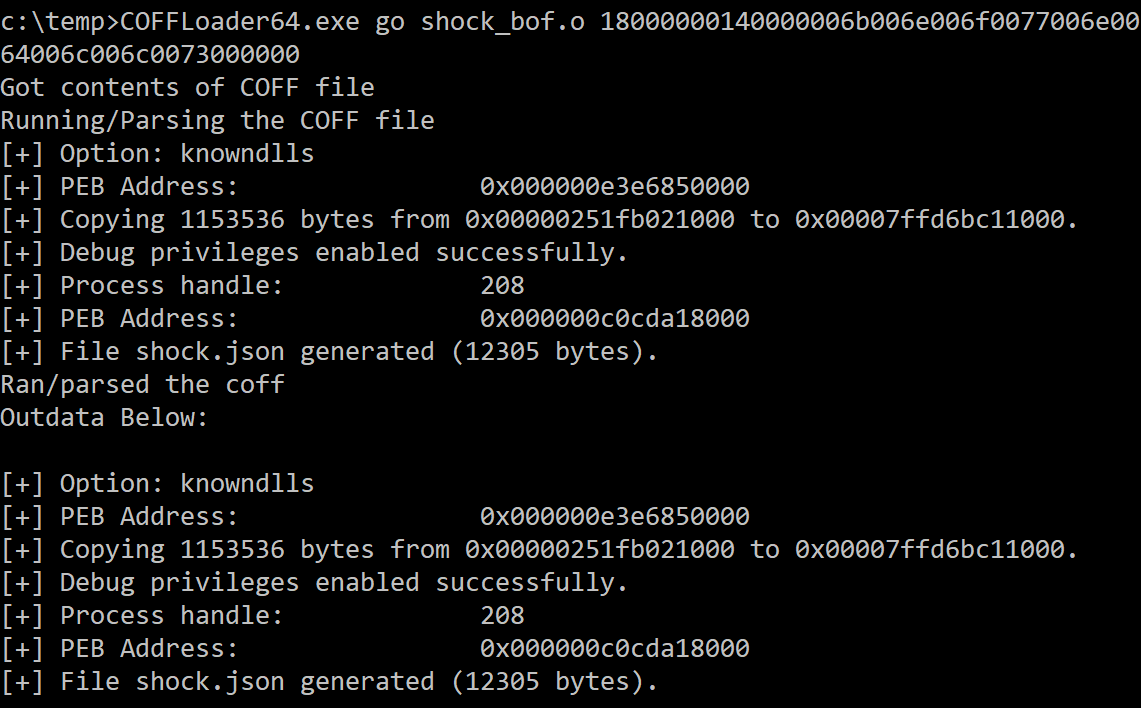 c:\temp>COFFLoader64.exe go shock_bof.o 18000000140000006b006e006f0077006e00
64006c006c0073000000
Got contents of COFF file
Running/Parsing the COFF file
[+] Option: knowndlls
[+] PEB Address:                0x000000e3e6850000
[+] Copying 1153536 bytes from 0x00000251fb021000 to 0x00007ffd6bc11000.
[+] Debug privileges enabled successfully.
[+] Process handle:             208
[+] PEB Address:                0x000000c0cda18000
[+] File shock.json generated (12305 bytes).
Ran/parsed the coff
Outdata Below:

[+] Option: knowndlls
[+] PEB Address:                0x000000e3e6850000
[+] Copying 1153536 bytes from 0x00000251fb021000 to 0x00007ffd6bc11000.
[+] Debug privileges enabled successfully.
[+] Process handle:             208
[+] PEB Address:                0x000000c0cda18000
[+] File shock.json generated (12305 bytes).